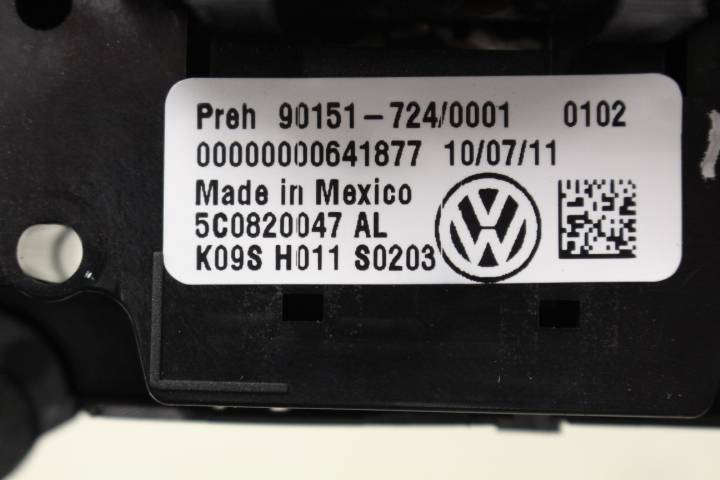 Preh 90151-724/0001 0102
00000000641877 10/07/11
Made in Mexico
5C0820047 AL
K09S H011 S0203